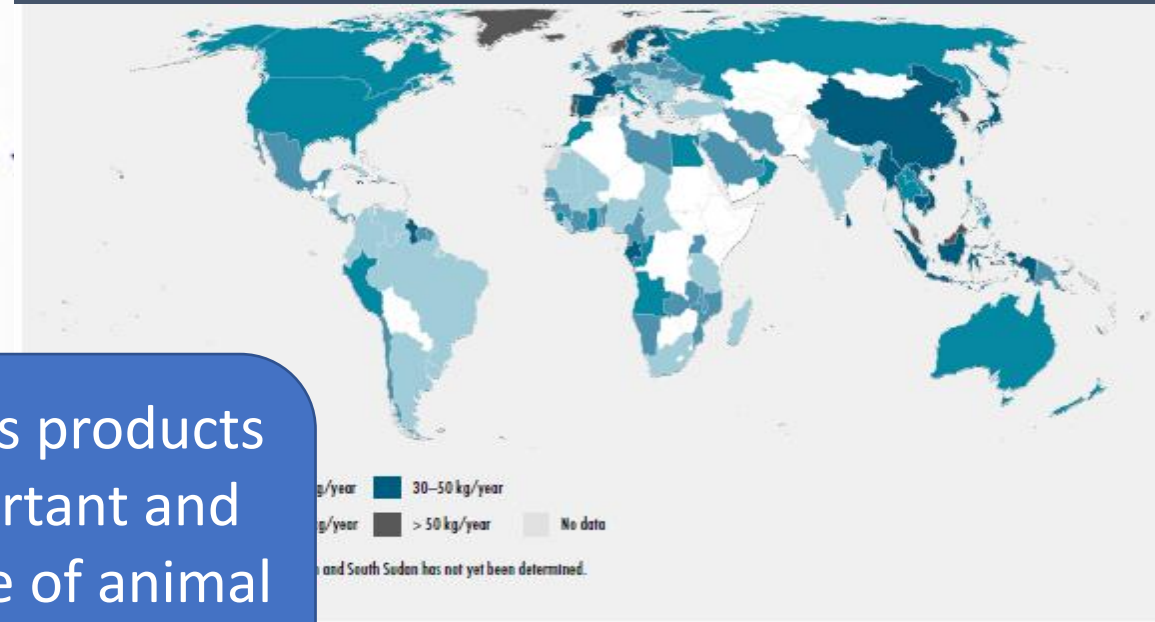 s products
rtant and
e of animal
g/year 30–50 kg/year
g/year > 50 kg/year No data
and South Sudan has not yet been determined.